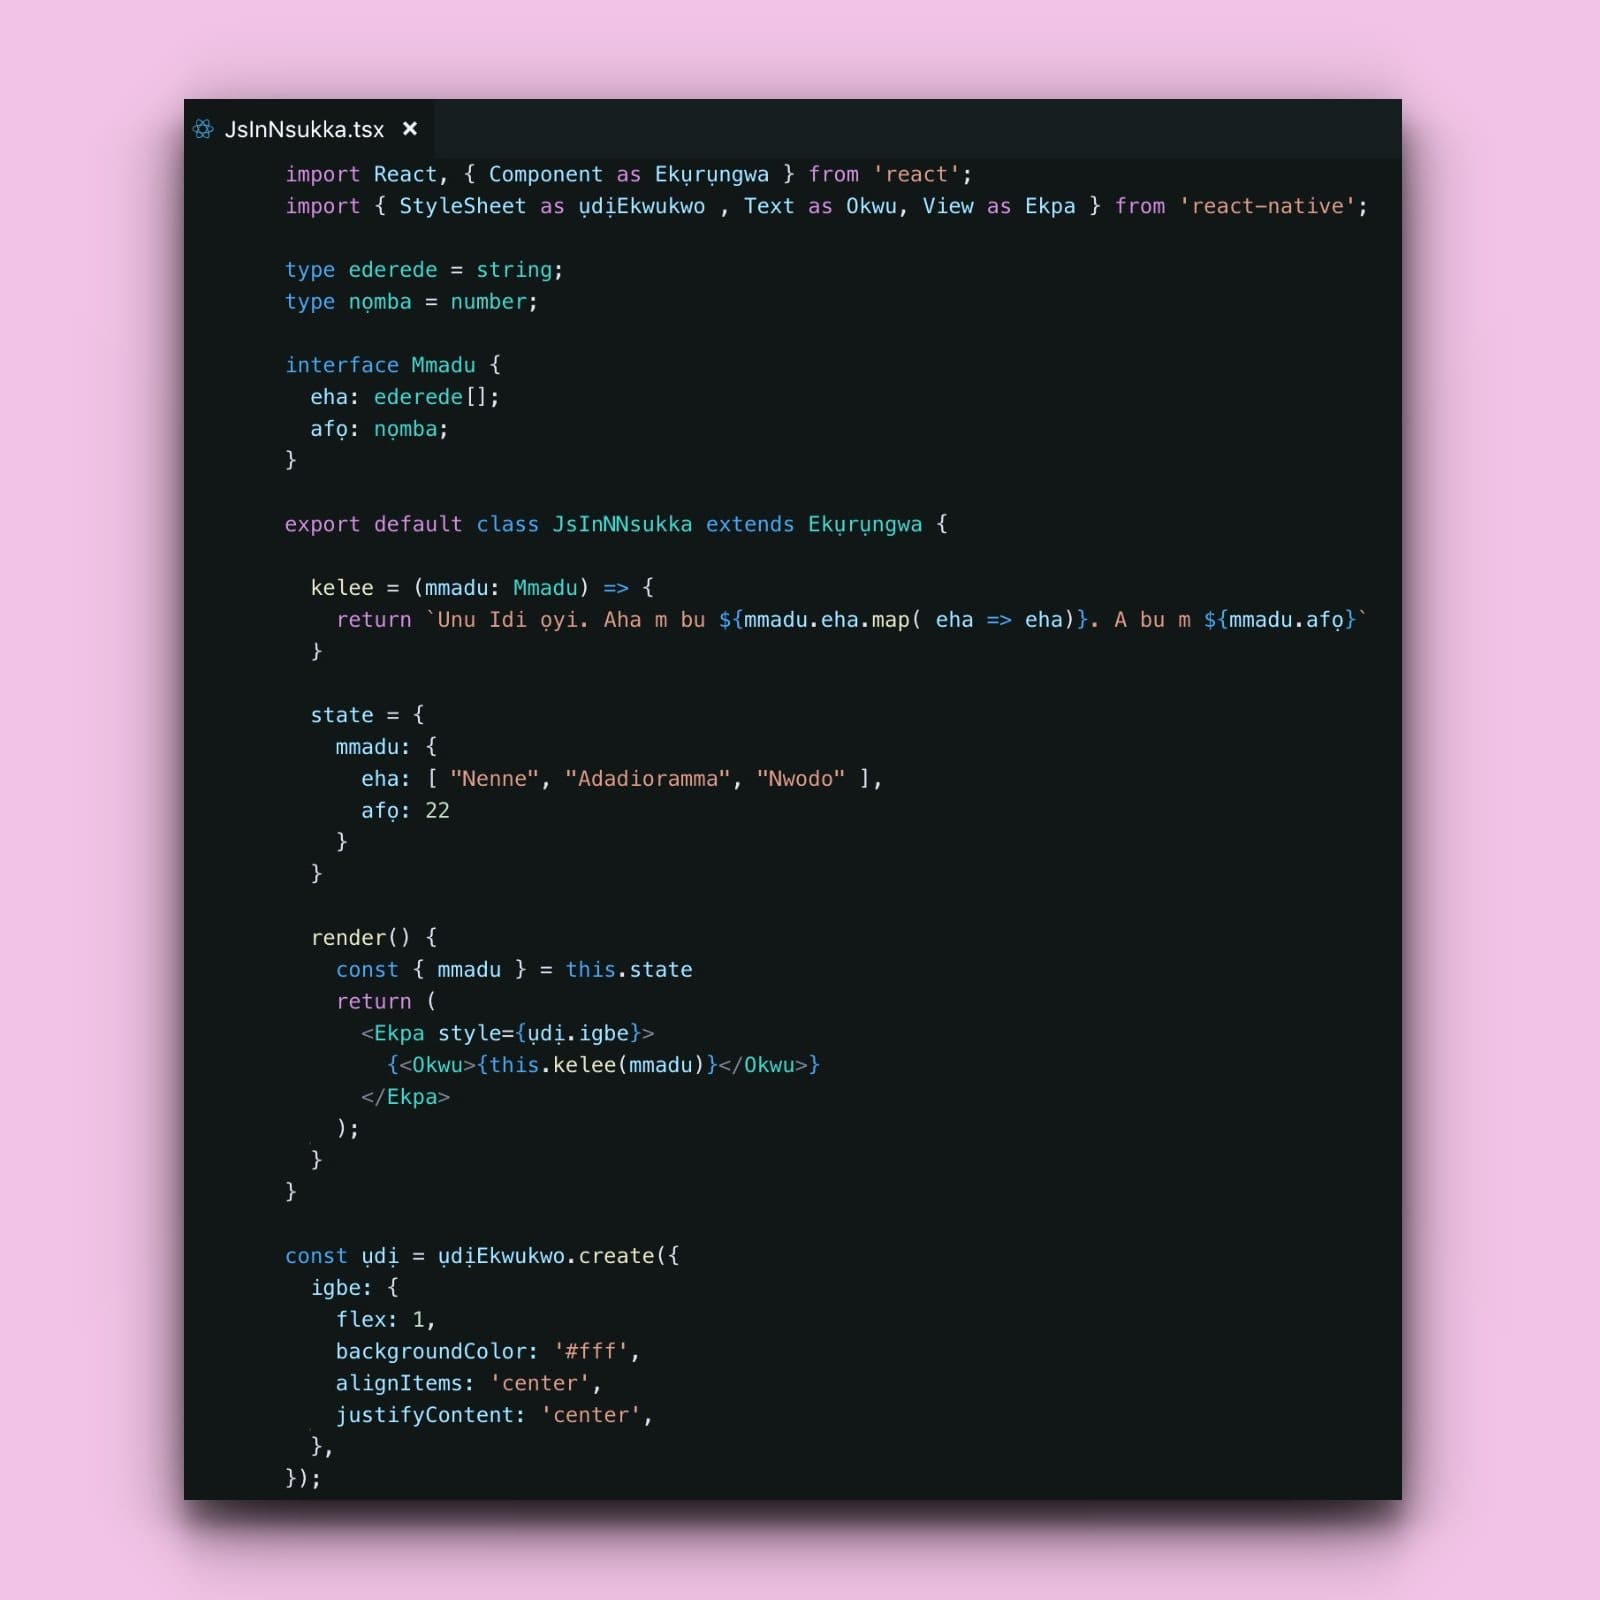 JsInNsukka.tsx ×
import React, { Component as Ekụrụngwa } from 'react';
import { StyleSheet as ụdịEkwukwo , Text as Okwu, View as Ekpa } from 'react-native';
type ederede = string;
type nọmba = number;
interface Mmadu {
eha: ederede[];
afọ: nọmba;
}
export default class JsInNNsukka extends Ekụrụngwa {
kelee = (mmadu: Mmadu) => {
return `Unu Idi ọyi. Aha m bu ${mmadu.eha.map( eha => eha)}. A bu m ${mmadu.afọ}`
}
state = {
mmadu: {
eha: [ "Nenne", "Adadioramma", "Nwodo" ],
afọ: 22
}
}
render() {
const { mmadu } = this.state
return (
<Ekpa style={ụdị.igbe}>
{<Okwu>{this.kelee(mmadu)}</Okwu>}
</Ekpa>
);
}
}
const ụdị = ụdịEkwukwo.create({
igbe: {
flex: 1,
backgroundColor: '#fff',
alignItems: 'center',
justifyContent: 'center',
},
});